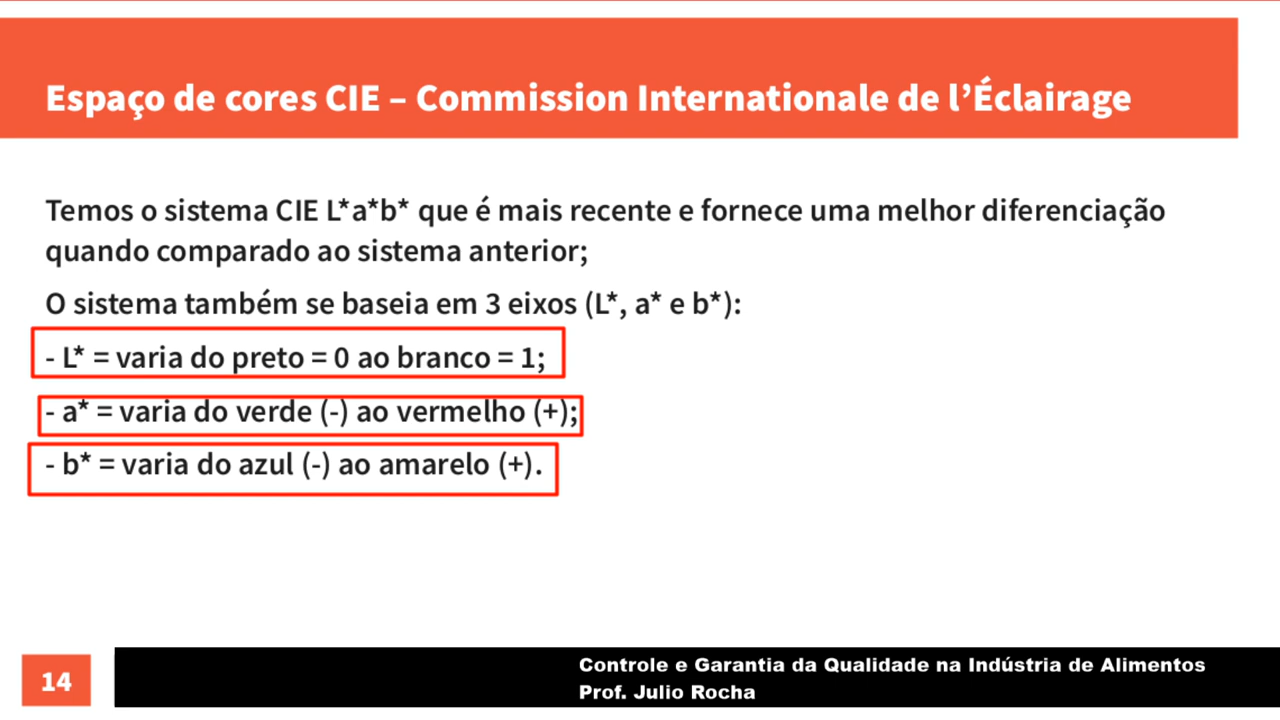 Espaço de cores CIE – Commission Internationale de l’Éclairage
Temos o sistema CIE L*a*b* que é mais recente e fornece uma melhor diferenciação
quando comparado ao sistema anterior;
O sistema também se baseia em 3 eixos (L*, a* e b*):
- L* = varia do preto = 0 ao branco = 1;
- a* = varia do verde (-) ao vermelho (+);
- b* = varia do azul (-) ao amarelo (+).
14
Controle e Garantia da Qualidade na Indústria de Alimentos
Prof. Julio Rocha